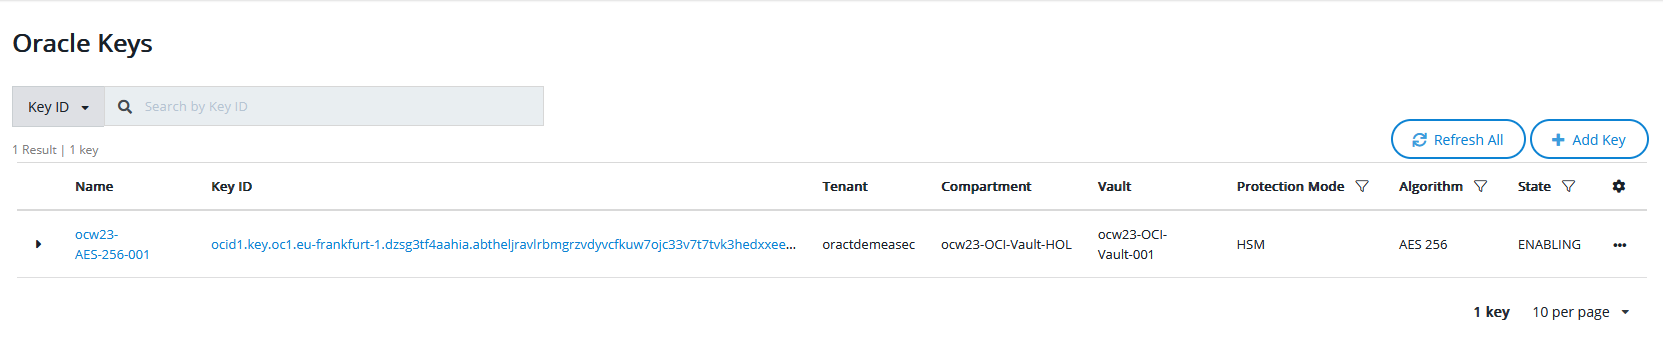 Oracle Keys
Key ID
Search by Key ID
1 Result | 1 key
Refresh All
Add Key
Name Key ID Tenant Compartment Vault Protection Mode Algorithm State
ocw23-
AES-256-001
ocid1.key.oc1.eu-frankfurt-1.dzsg3tf4aahia.abtheljravlrbmgrzvdyvcfkuw7ojc33v7t7tvk3hedxxee...
oractdemeasec
ocw23-OCI-Vault-HOL
ocw23-OCI-
Vault-001
HSM
AES 256
ENABLING
1 key 10 per page